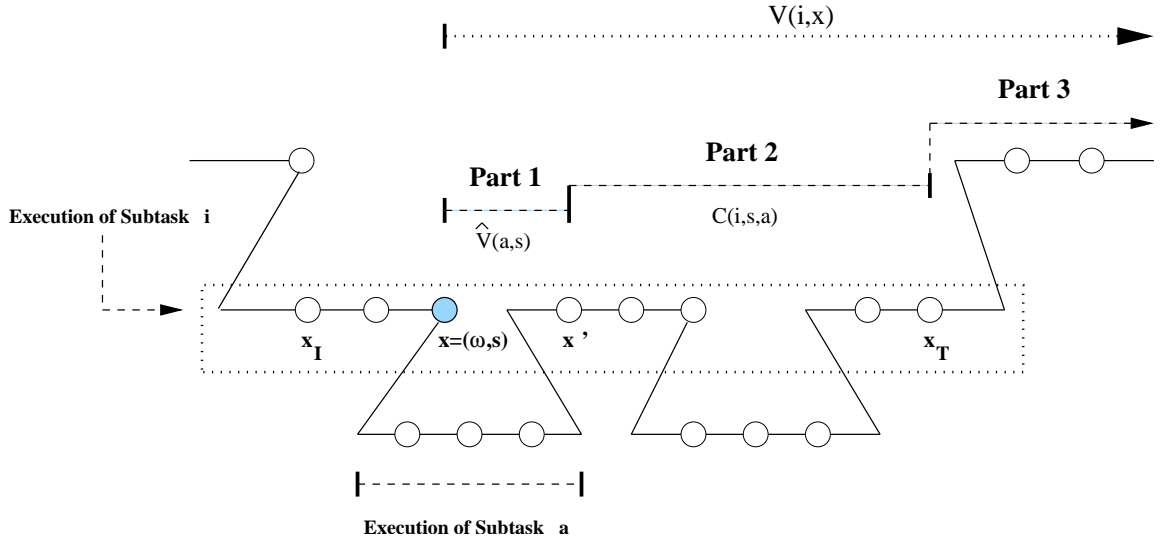 V(i,x)
Part 3
Part 2
Part 1
C(i,s,a)
V̂(a,s)
Execution of Subtask i
x_I
x=(ω,s)
x '
x_T
Execution of Subtask a